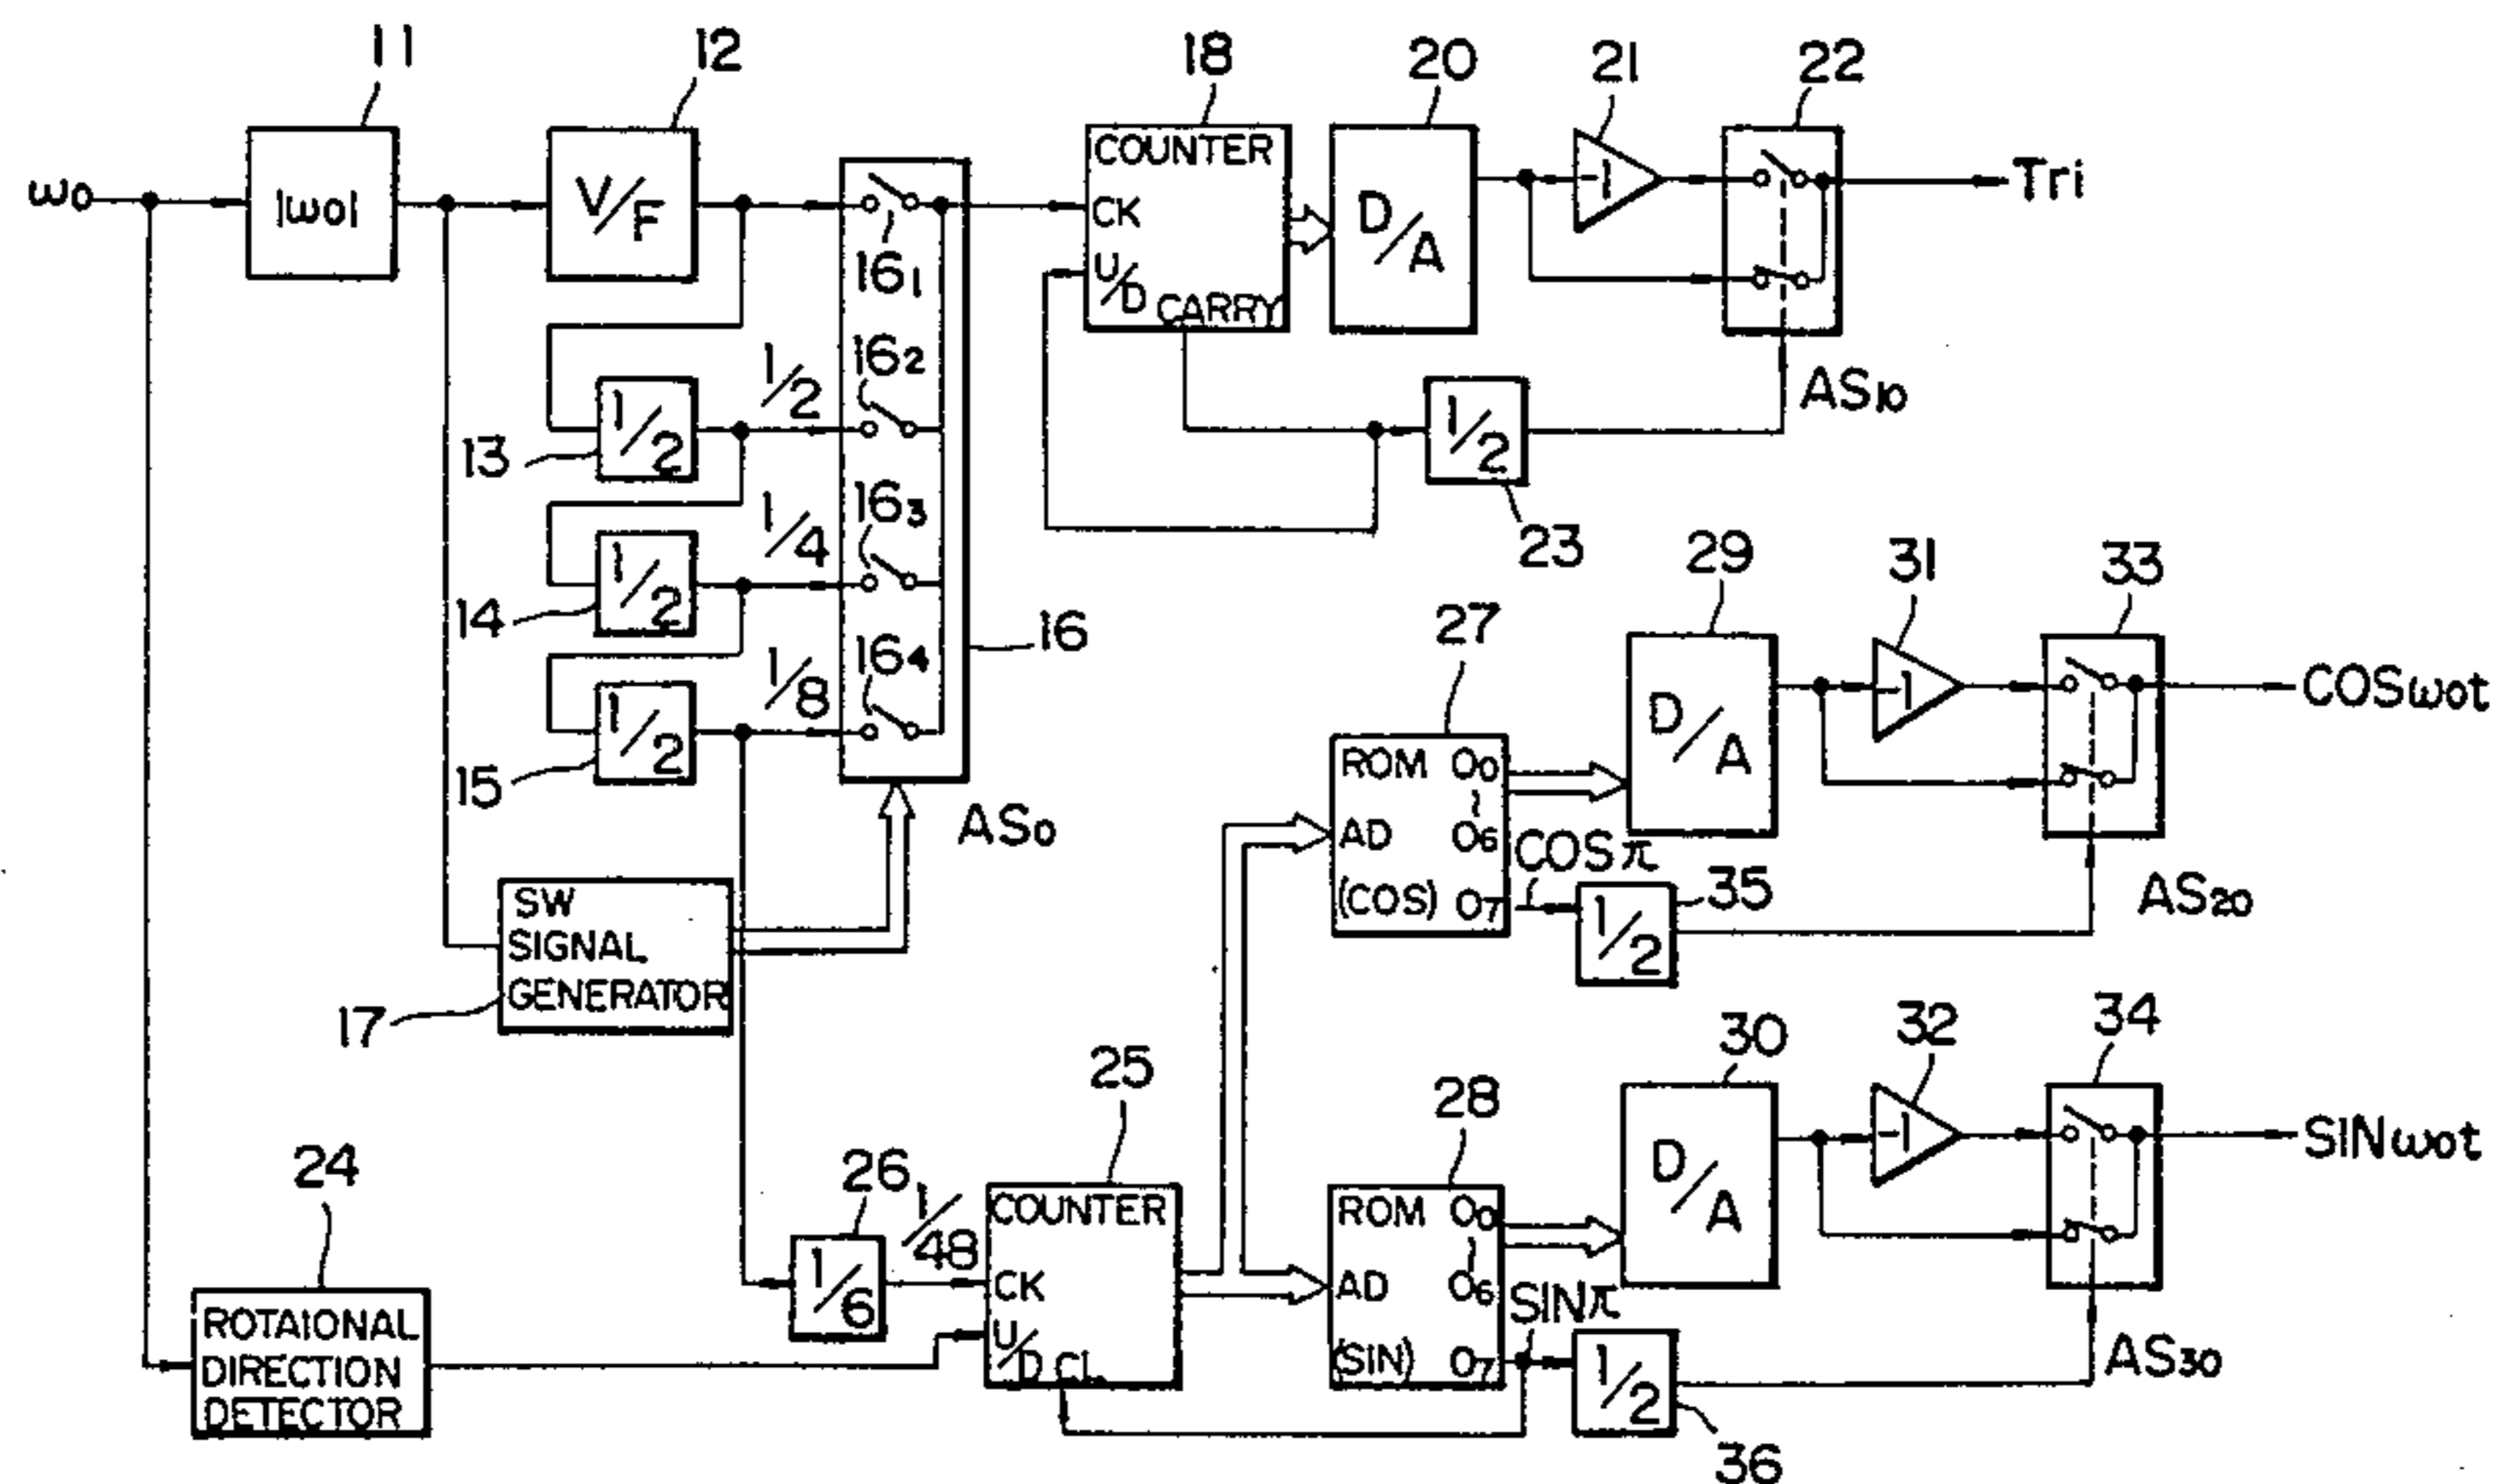 11
12
18
20
21
22
ωo
|ωo|
V/F
COUNTER
CK
U/D
CARRY
D/A
-1
Tri
16₁
16₂
16₃
16₄
1/2
13
1/2
1/2
AS₁₀
23
1/4
14
1/2
16
1/8
15
1/2
AS₀
SW
SIGNAL
GENERATOR
17
27
29
31
33
ROM O₀
~
AD O₆
(COS) O₇
COSπ
D/A
-1
COSωot
35
1/2
AS₂₀
24
ROTAIONAL
DIRECTION
DETECTOR
26
1/6
1/48
25
COUNTER
CK
U/D
CL
28
30
32
34
ROM O₀
~
AD O₆
(SIN) O₇
SINπ
D/A
-1
SINωot
1/2
36
AS₃₀